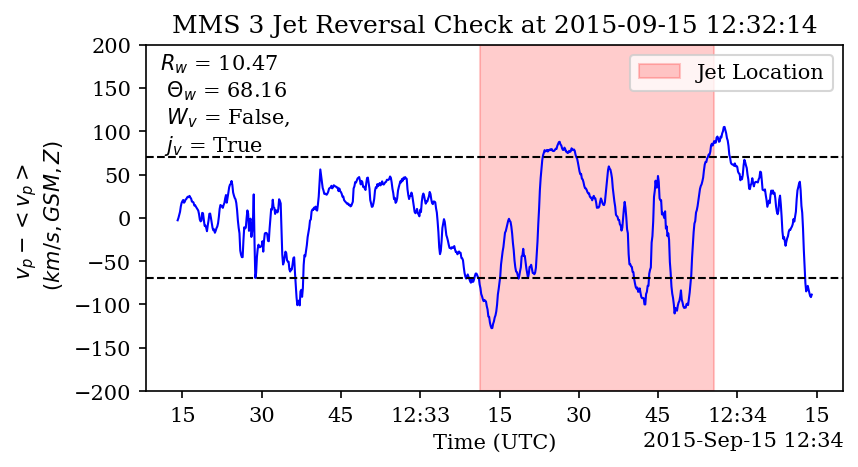 MMS 3 Jet Reversal Check at 2015-09-15 12:32:14
R_w = 10.47
Θ_w = 68.16
W_v = False,
j_v = True
Jet Location
200
150
100
50
0
−50
−100
−150
−200
v_p − < v_p >
(km/s, GSM, Z)
15 30 45 12:33 15 30 45 12:34 15
Time (UTC)
2015-Sep-15 12:34